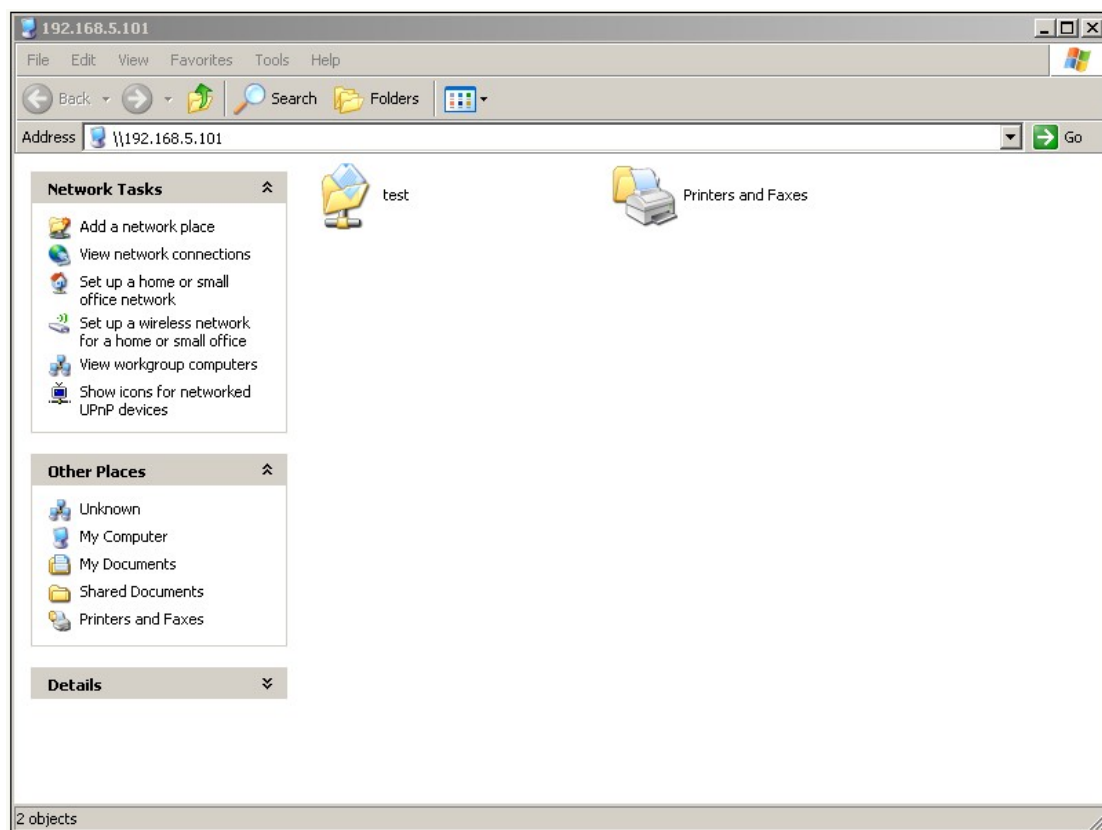 192.168.5.101
File Edit View Favorites Tools Help
Back Search Folders
Address \\192.168.5.101 Go
Network Tasks
Add a network place
View network connections
Set up a home or small
office network
Set up a wireless network
for a home or small office
View workgroup computers
Show icons for networked
UPnP devices
Other Places
Unknown
My Computer
My Documents
Shared Documents
Printers and Faxes
Details
test
Printers and Faxes
2 objects